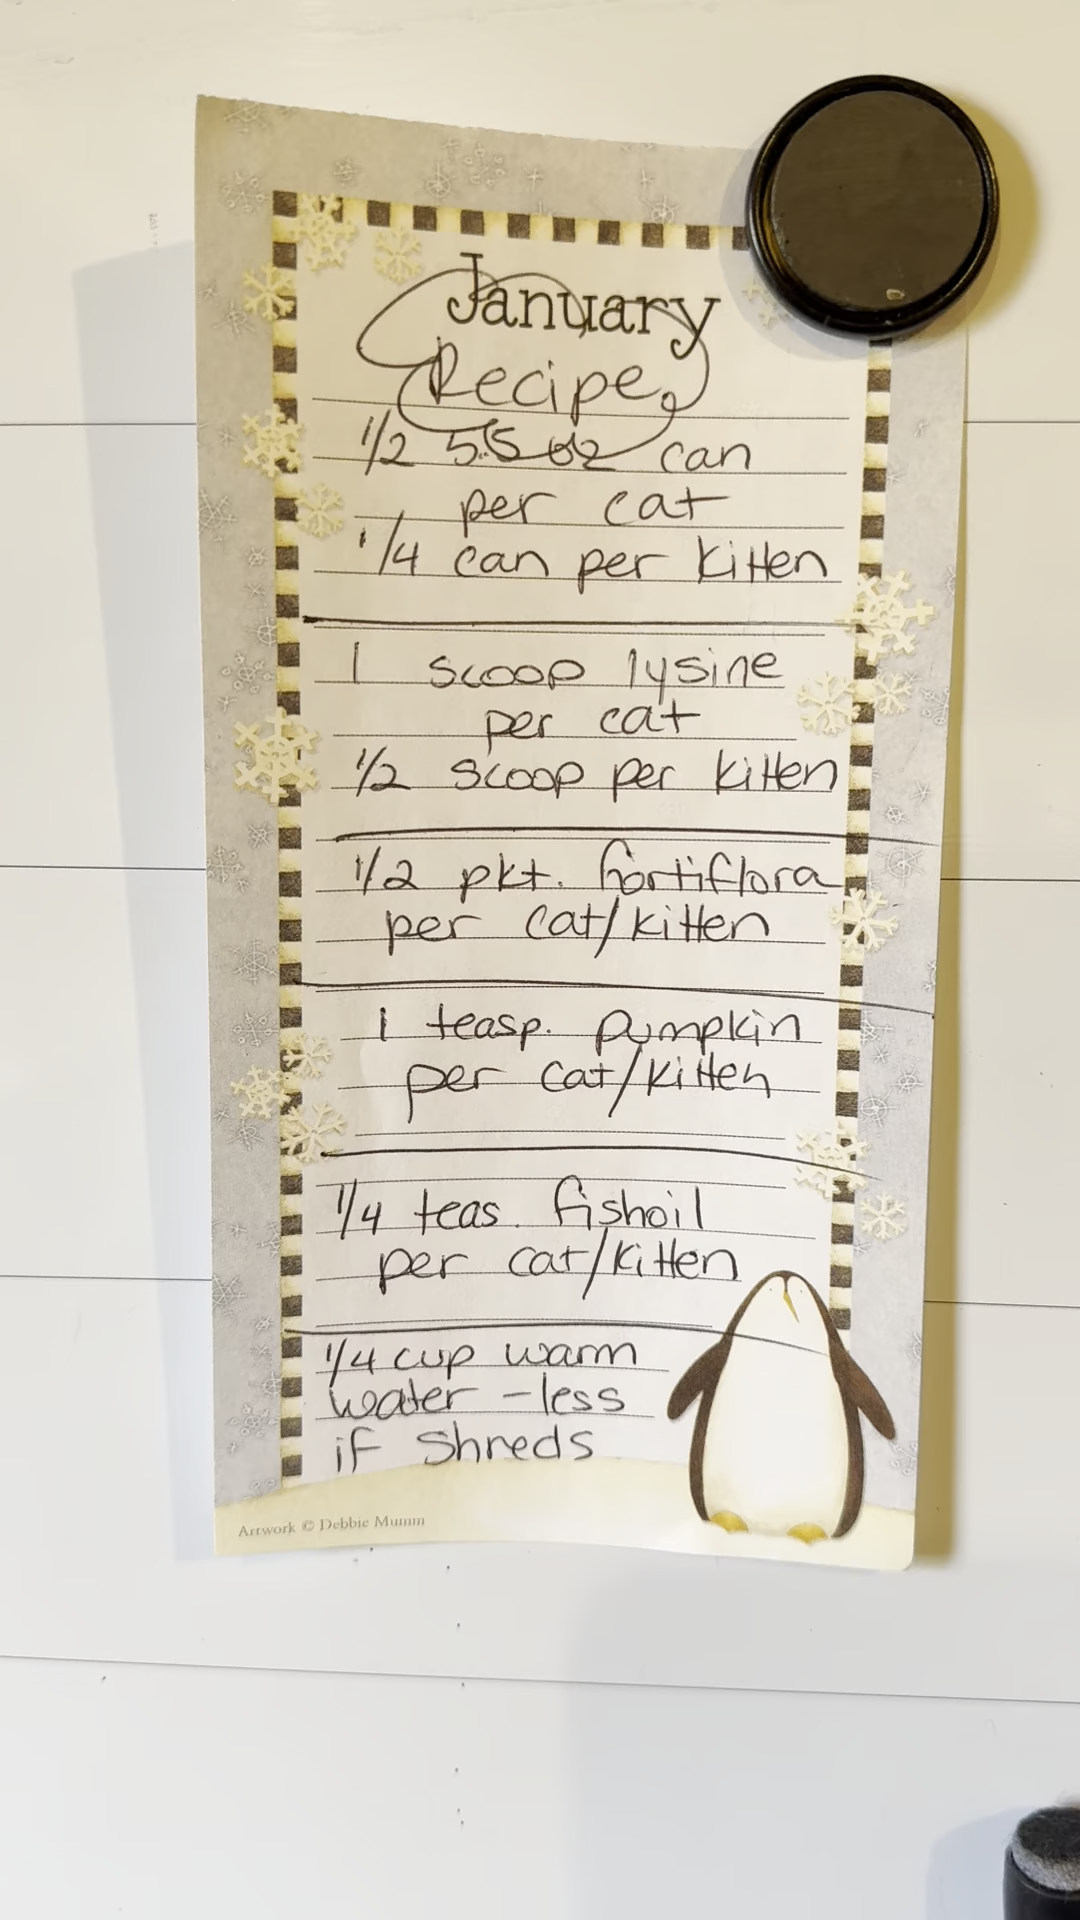 January
Recipe
1/2 5.5 oz can
per cat
1/4 can per kitten
1 scoop lysine
per cat
1/2 scoop per kitten
1/2 pkt. fortiflora
per cat/kitten
1 teasp. pumpkin
per cat/kitten
1/4 teas. fishoil
per cat/kitten
1/4 cup warm
water - less
if shreds
Artwork © Debbie Mumm